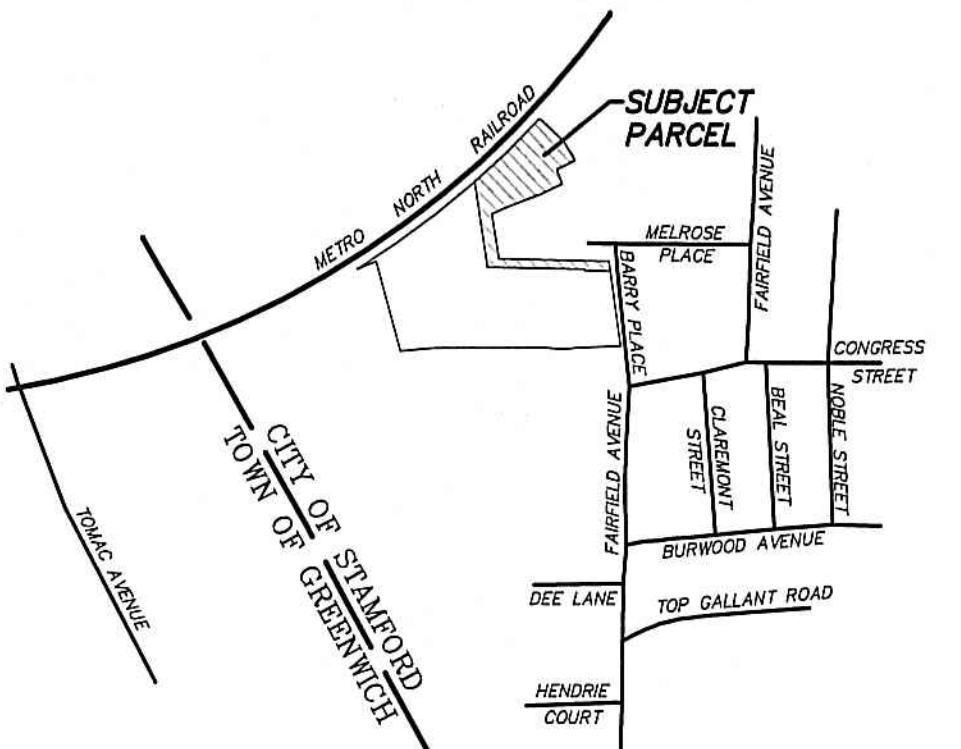 SUBJECT
PARCEL
METRO NORTH RAILROAD
FAIRFIELD AVENUE
MELROSE
PLACE
BARRY PLACE
CONGRESS
STREET
CLAREMONT
STREET
BEAL STREET
NOBLE STREET
FAIRFIELD AVENUE
BURWOOD AVENUE
CITY OF STAMFORD
TOWN OF GREENWICH
TOMAC AVENUE
DEE LANE
TOP GALLANT ROAD
HENDRIE
COURT